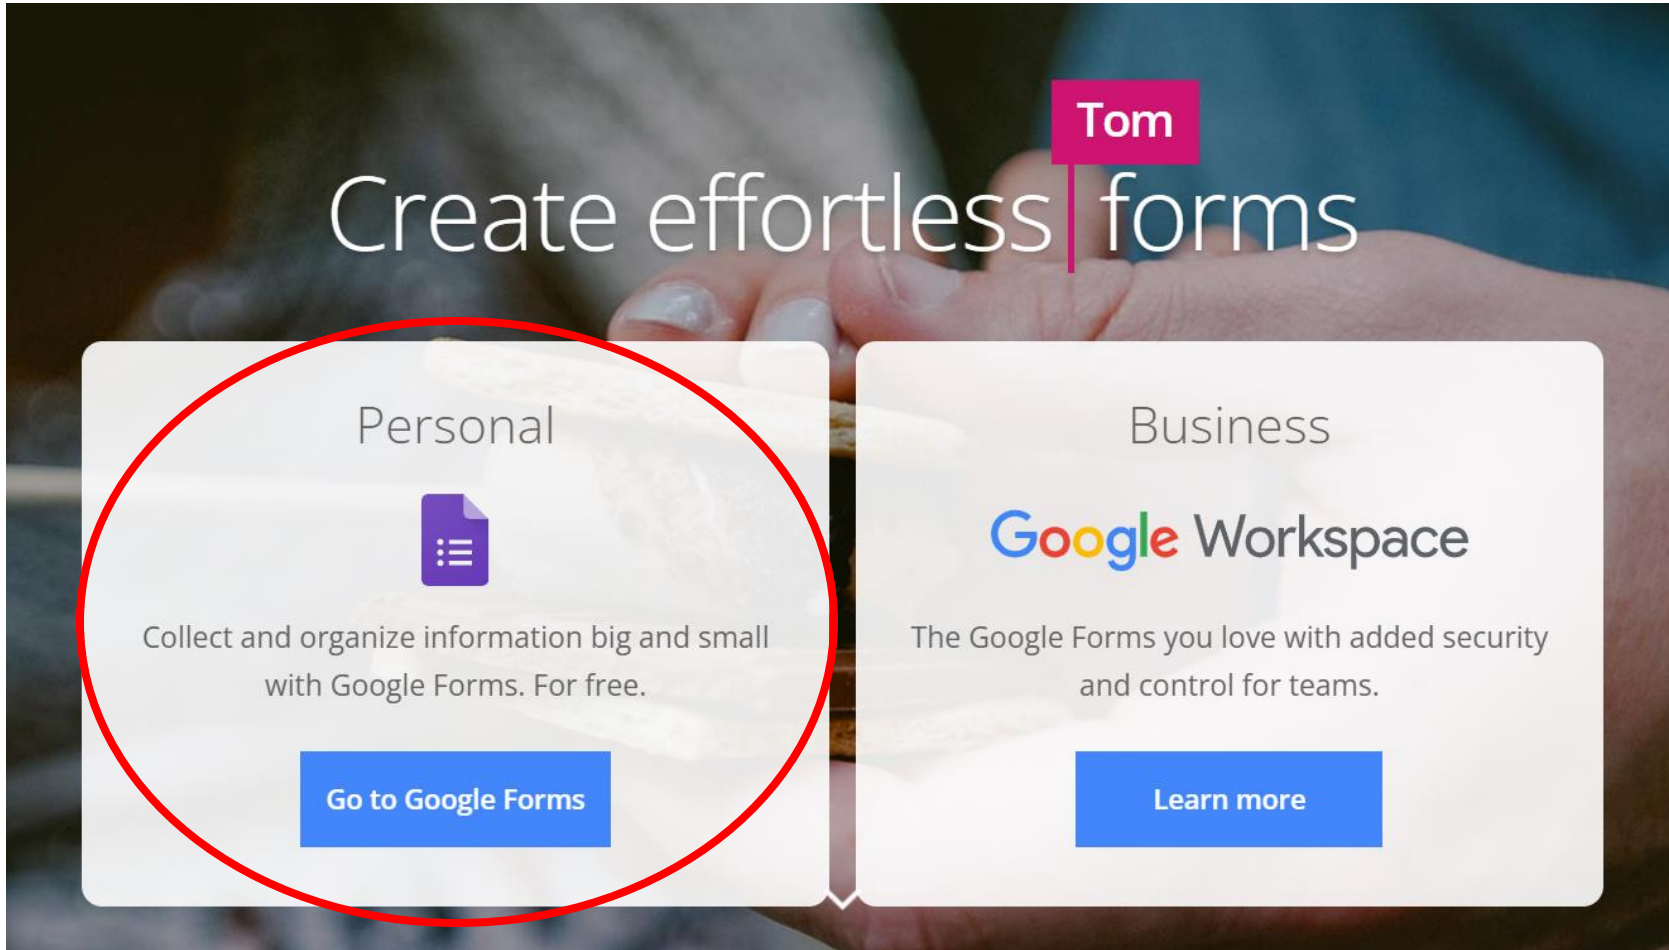 Tom
Create effortless forms
Personal
Collect and organize information big and small
with Google Forms. For free.
Go to Google Forms
Business
Google Workspace
The Google Forms you love with added security
and control for teams.
Learn more